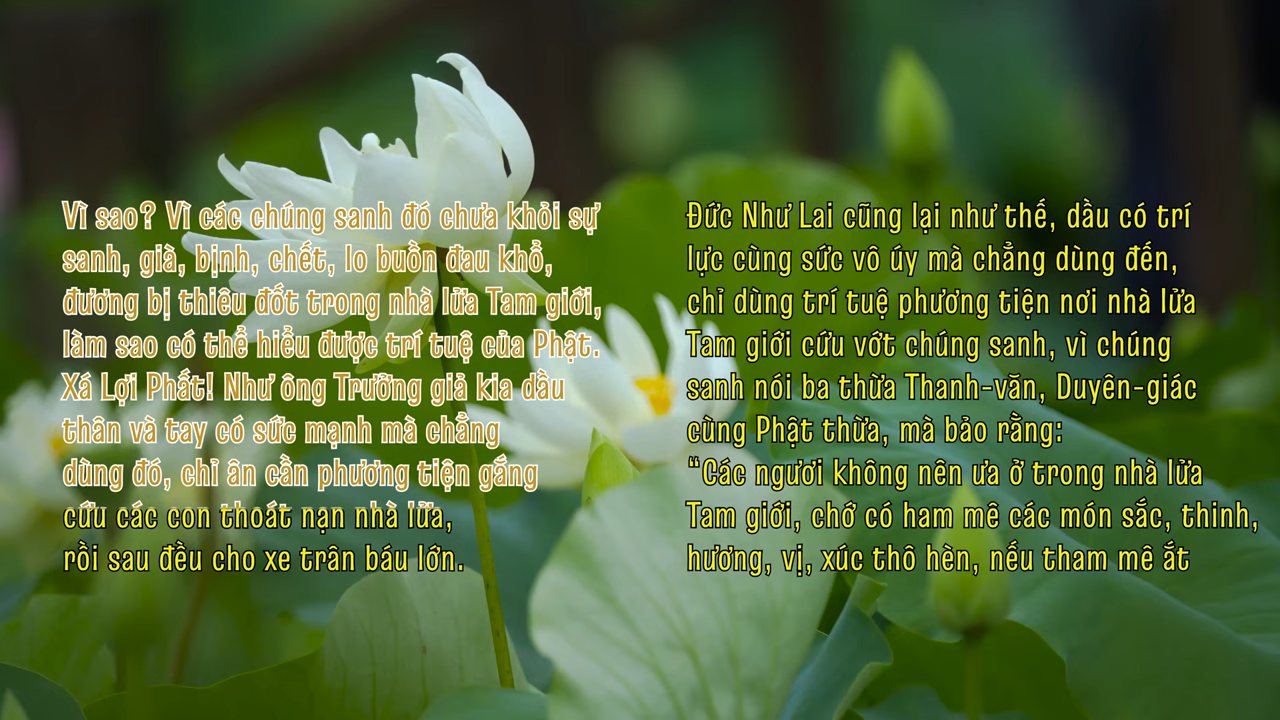 Vì sao? Vì các chúng sanh đó chưa khỏi sự
sanh, già, bịnh, chết, lo buồn đau khổ,
đương bị thiêu đốt trong nhà lửa Tam giới,
làm sao có thể hiểu được trí tuệ của Phật.
Xá Lợi Phất! Như ông Trưởng giả kia dầu
thân và tay có sức mạnh mà chẳng
dùng đó, chỉ ân cần phương tiện gắng
cứu các con thoát nạn nhà lửa,
rồi sau đều cho xe trân báu lớn.
Đức Như Lai cũng lại như thế, dầu có trí
lực cùng sức vô úy mà chẳng dùng đến,
chỉ dùng trí tuệ phương tiện nơi nhà lửa
Tam giới cứu vớt chúng sanh, vì chúng
sanh nói ba thừa Thanh-văn, Duyên-giác
cùng Phật thừa, mà bảo rằng:
“Các ngươi không nên ưa ở trong nhà lửa
Tam giới, chớ có ham mê các món sắc, thinh,
hương, vị, xúc thô hèn, nếu tham mê ắt